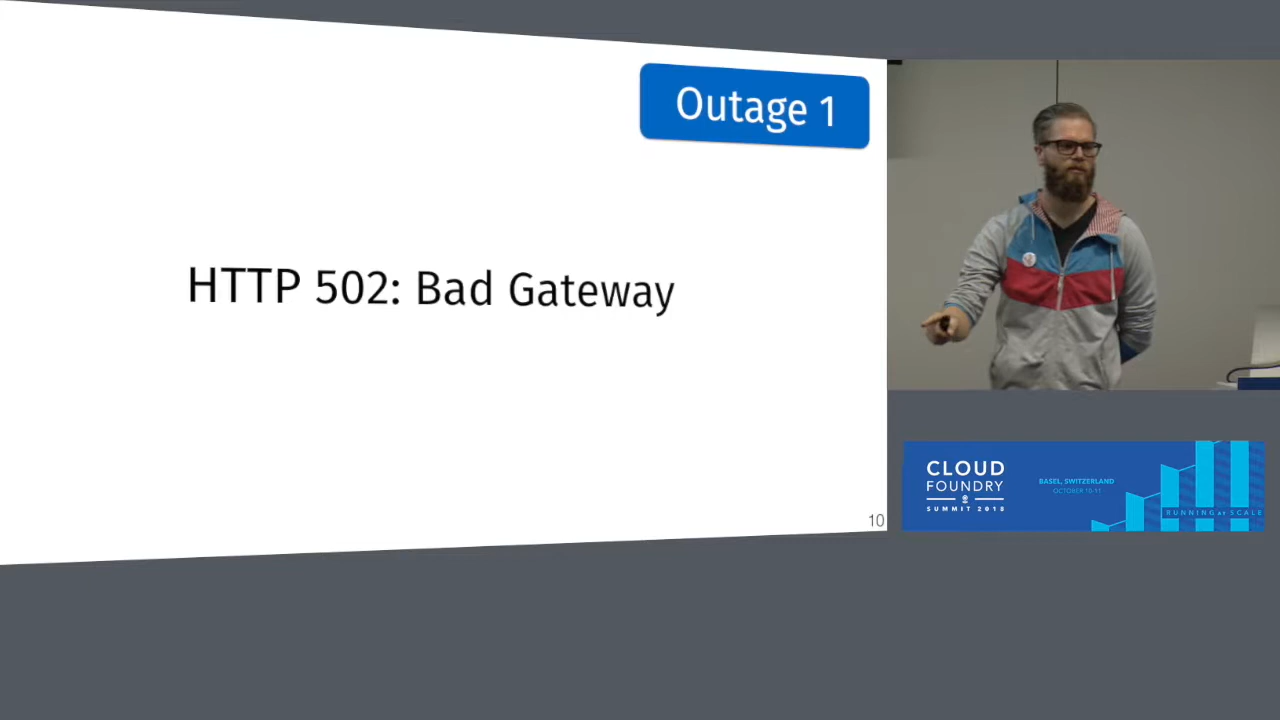 Outage 1
HTTP 502: Bad Gateway
10
CLOUD
FOUNDRY
SUMMIT 2018
BASEL, SWITZERLAND
OCTOBER 10-11
RUNNING at SCALE